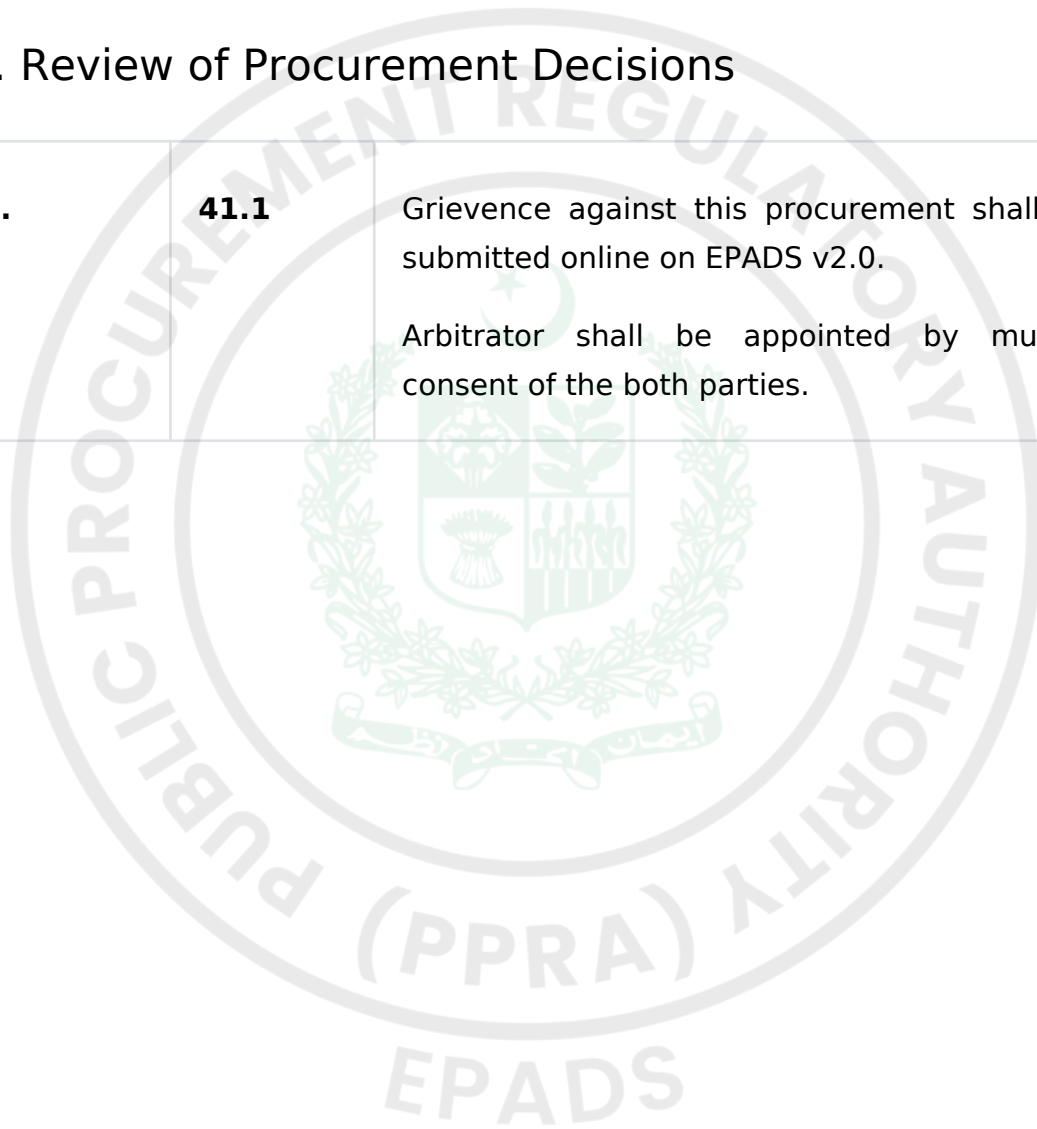 . Review of Procurement Decisions
. 41.1 Grievence against this procurement shall
submitted online on EPADS v2.0.
Arbitrator shall be appointed by mu
consent of the both parties.
PUBLIC PROCUREMENT REGULATORY AUTHORITY
(PPRA)
EPADS